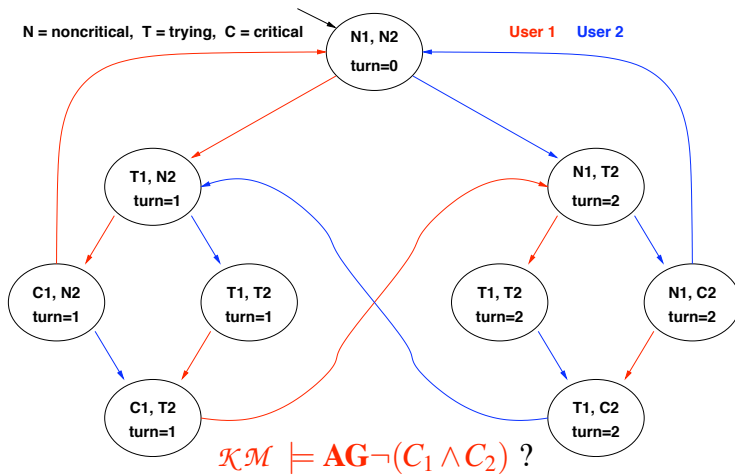 N = noncritical, T = trying, C = critical
User 1 User 2
N1, N2
turn=0
T1, N2
turn=1
N1, T2
turn=2
C1, N2
turn=1
T1, T2
turn=1
T1, T2
turn=2
N1, C2
turn=2
C1, T2
turn=1
T1, C2
turn=2
𝒦ℳ ⊨ AG¬(C₁ ∧ C₂) ?